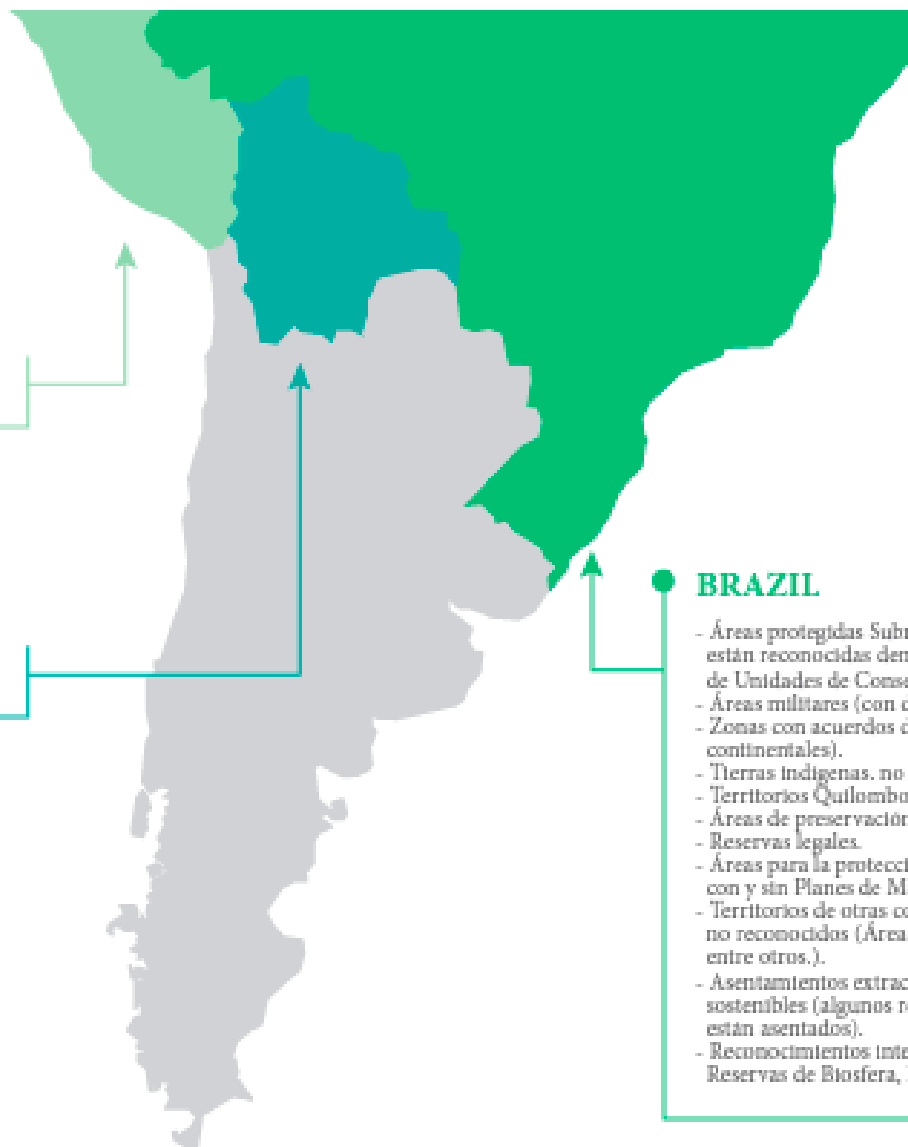 BRAZIL
- Áreas protegidas Subn
están reconocidas den
de Unidades de Conse
- Áreas militares (con d
- Zonas con acuerdos d
continentales).
- Tierras indígenas. no
- Territorios Quilombo
- Áreas de preservación
- Reservas legales.
- Áreas para la protecci
con y sin Planes de M
- Territorios de otras co
no reconocidos (Área
entre otros.).
- Asentamientos extrac
sostenibles (algunos re
están asentados).
- Reconocimientos inte
Reservas de Biosfera,